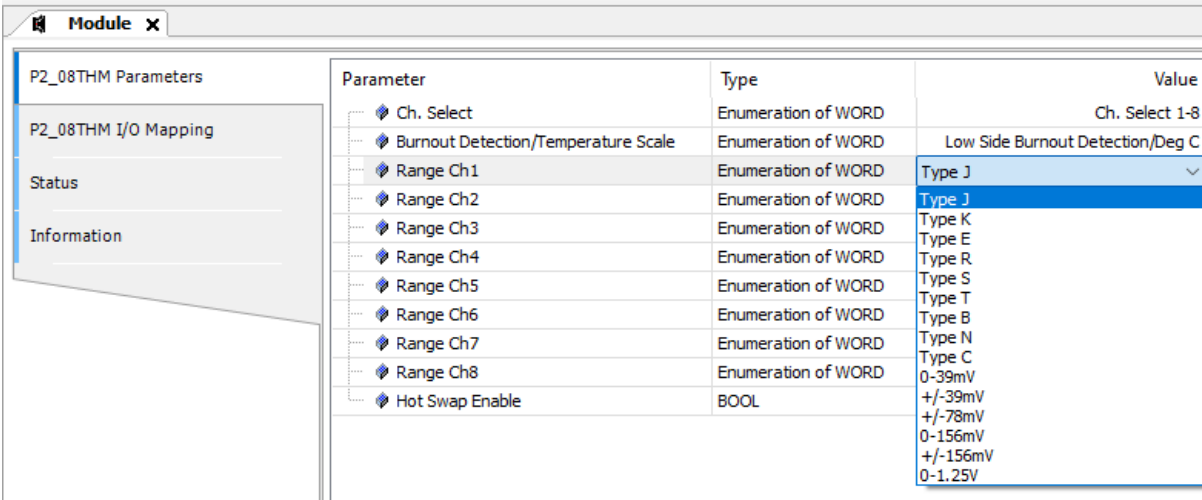 Module
P2_08THM Parameters
P2_08THM I/O Mapping
Status
Information
Parameter Type Value
Ch. Select Enumeration of WORD Ch. Select 1-8
Burnout Detection/Temperature Scale Enumeration of WORD Low Side Burnout Detection/Deg C
Range Ch1 Enumeration of WORD Type J
Range Ch2 Enumeration of WORD
Range Ch3 Enumeration of WORD
Range Ch4 Enumeration of WORD
Range Ch5 Enumeration of WORD
Range Ch6 Enumeration of WORD
Range Ch7 Enumeration of WORD
Range Ch8 Enumeration of WORD
Hot Swap Enable BOOL
Type J
Type K
Type E
Type R
Type S
Type T
Type B
Type N
Type C
0-39mV
+/-39mV
+/-78mV
0-156mV
+/-156mV
0-1.25V